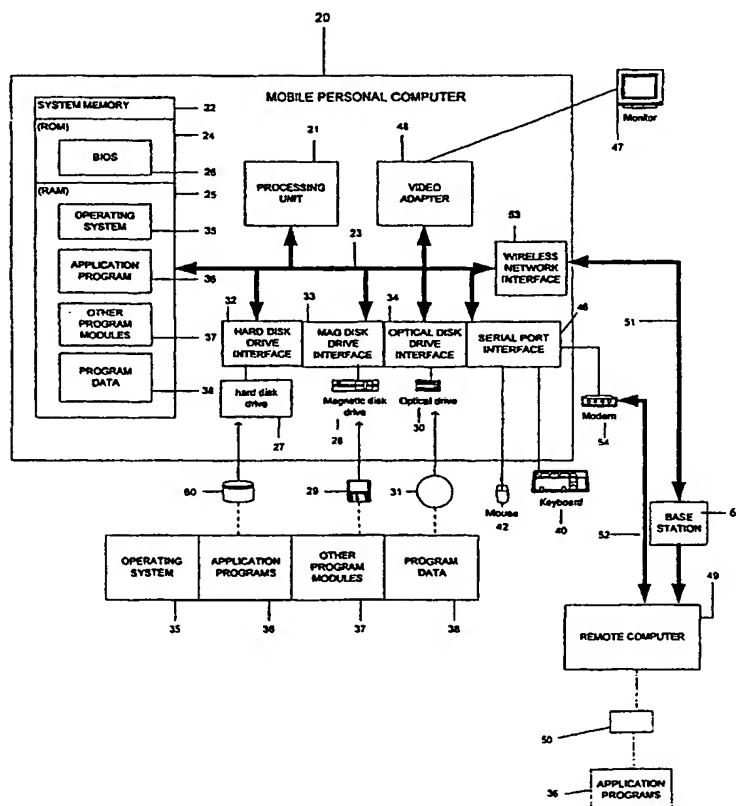 20
MOBILE PERSONAL COMPUTER
SYSTEM MEMORY
22
(ROM)
24
BIOS
26
(RAM)
25
OPERATING
SYSTEM
35
APPLICATION
PROGRAM
36
OTHER
PROGRAM
MODULES
37
PROGRAM
DATA
38
21
PROCESSING
UNIT
48
VIDEO
ADAPTER
Monitor
47
23
53
WIRELESS
NETWORK
INTERFACE
32
HARD DISK
DRIVE
INTERFACE
33
MAG DISK
DRIVE
INTERFACE
34
OPTICAL DISK
DRIVE
INTERFACE
46
SERIAL PORT
INTERFACE
51
hard disk
drive
27
Magnetic disk
drive
28
Optical drive
30
Modem
54
60
29
31
Mouse
42
Keyboard
40
52
BASE
STATION
6
OPERATING
SYSTEM
APPLICATION
PROGRAMS
OTHER
PROGRAM
MODULES
PROGRAM
DATA
35
36
37
38
49
REMOTE COMPUTER
50
36
APPLICATION
PROGRAMS